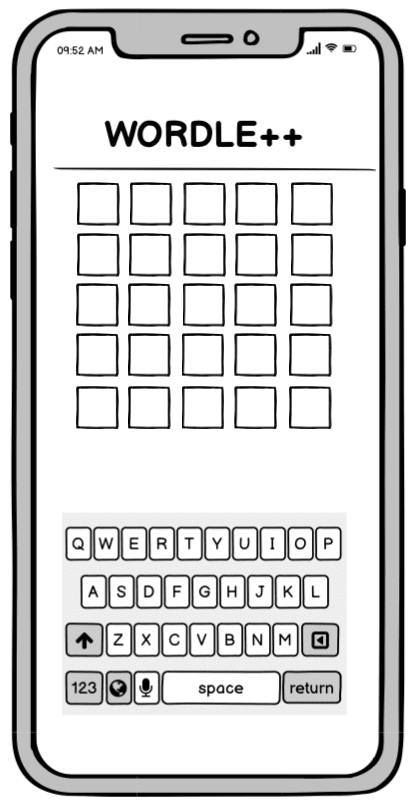 09:52 AM
WORDLE++
Q W E R T Y U I O P
A S D F G H J K L
Z X C V B N M
123 space return